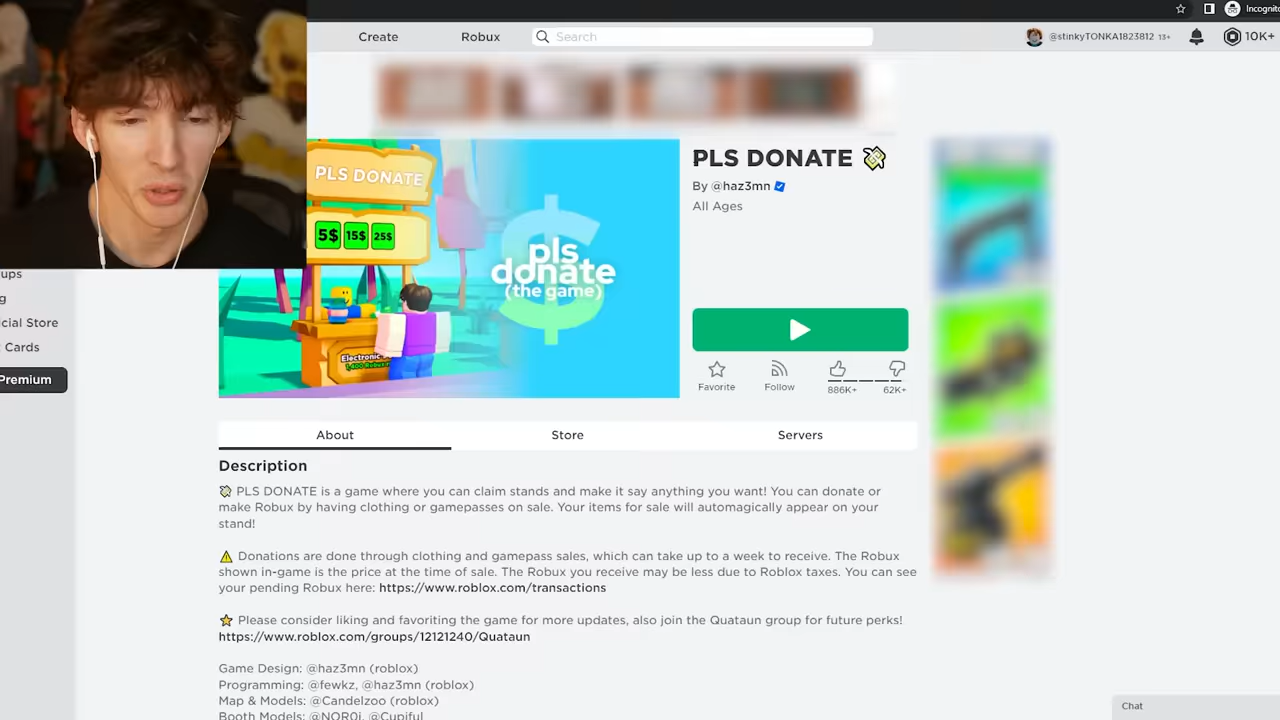 Incognito
Create
Robux
Search
@stinkyTONKA1823812 13+
10K+
PLS DONATE
5$ 15$ 25$
Electronic
pls
donate
(the game)
PLS DONATE
By @haz3mn
All Ages
Favorite
Follow
886K+
62K+
ups
g
cial Store
Cards
Premium
About
Store
Servers
Description
PLS DONATE is a game where you can claim stands and make it say anything you want! You can donate or
make Robux by having clothing or gamepasses on sale. Your items for sale will automagically appear on your
stand!
Donations are done through clothing and gamepass sales, which can take up to a week to receive. The Robux
shown in-game is the price at the time of sale. The Robux you receive may be less due to Roblox taxes. You can see
your pending Robux here: https://www.roblox.com/transactions
Please consider liking and favoriting the game for more updates, also join the Quataun group for future perks!
https://www.roblox.com/groups/12121240/Quataun
Game Design: @haz3mn (roblox)
Programming: @fewkz, @haz3mn (roblox)
Map & Models: @Candelzoo (roblox)
Booth Models: @NOR0i, @Cupiful
Chat